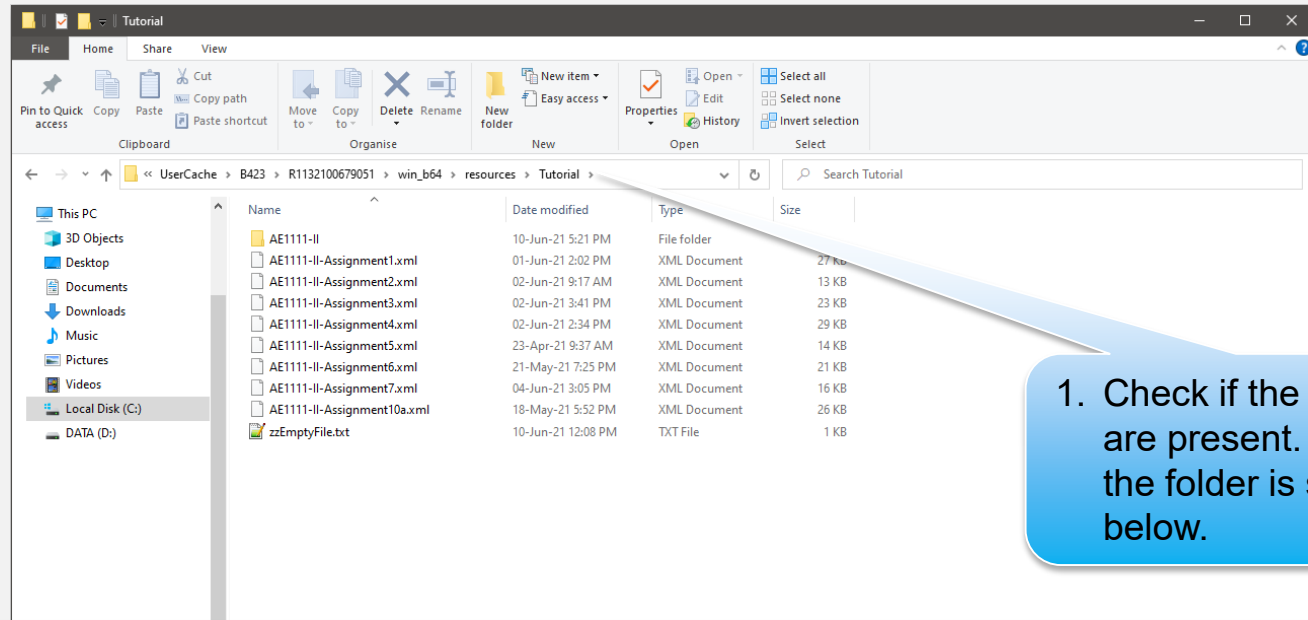 Tutorial
File Home Share View
Pin to Quick access
Copy
Paste
Cut
Copy path
Paste shortcut
Move to
Copy to
Delete
Rename
New folder
New item
Easy access
Properties
Open
Edit
History
Select all
Select none
Invert selection
Clipboard Organise New Open Select
« UserCache > B423 > R1132100679051 > win_b64 > resources > Tutorial >
Search Tutorial
This PC
3D Objects
Desktop
Documents
Downloads
Music
Pictures
Videos
Local Disk (C:)
DATA (D:)
Name Date modified Type Size
AE1111-II 10-Jun-21 5:21 PM File folder
AE1111-II-Assignment1.xml 01-Jun-21 2:02 PM XML Document 27 KB
AE1111-II-Assignment2.xml 02-Jun-21 9:17 AM XML Document 13 KB
AE1111-II-Assignment3.xml 02-Jun-21 3:41 PM XML Document 23 KB
AE1111-II-Assignment4.xml 02-Jun-21 2:34 PM XML Document 29 KB
AE1111-II-Assignment5.xml 23-Apr-21 9:37 AM XML Document 14 KB
AE1111-II-Assignment6.xml 21-May-21 7:25 PM XML Document 21 KB
AE1111-II-Assignment7.xml 04-Jun-21 3:05 PM XML Document 16 KB
AE1111-II-Assignment10a.xml 18-May-21 5:52 PM XML Document 26 KB
zzEmptyFile.txt 10-Jun-21 12:08 PM TXT File 1 KB
1. Check if the
are present.
the folder is
below.